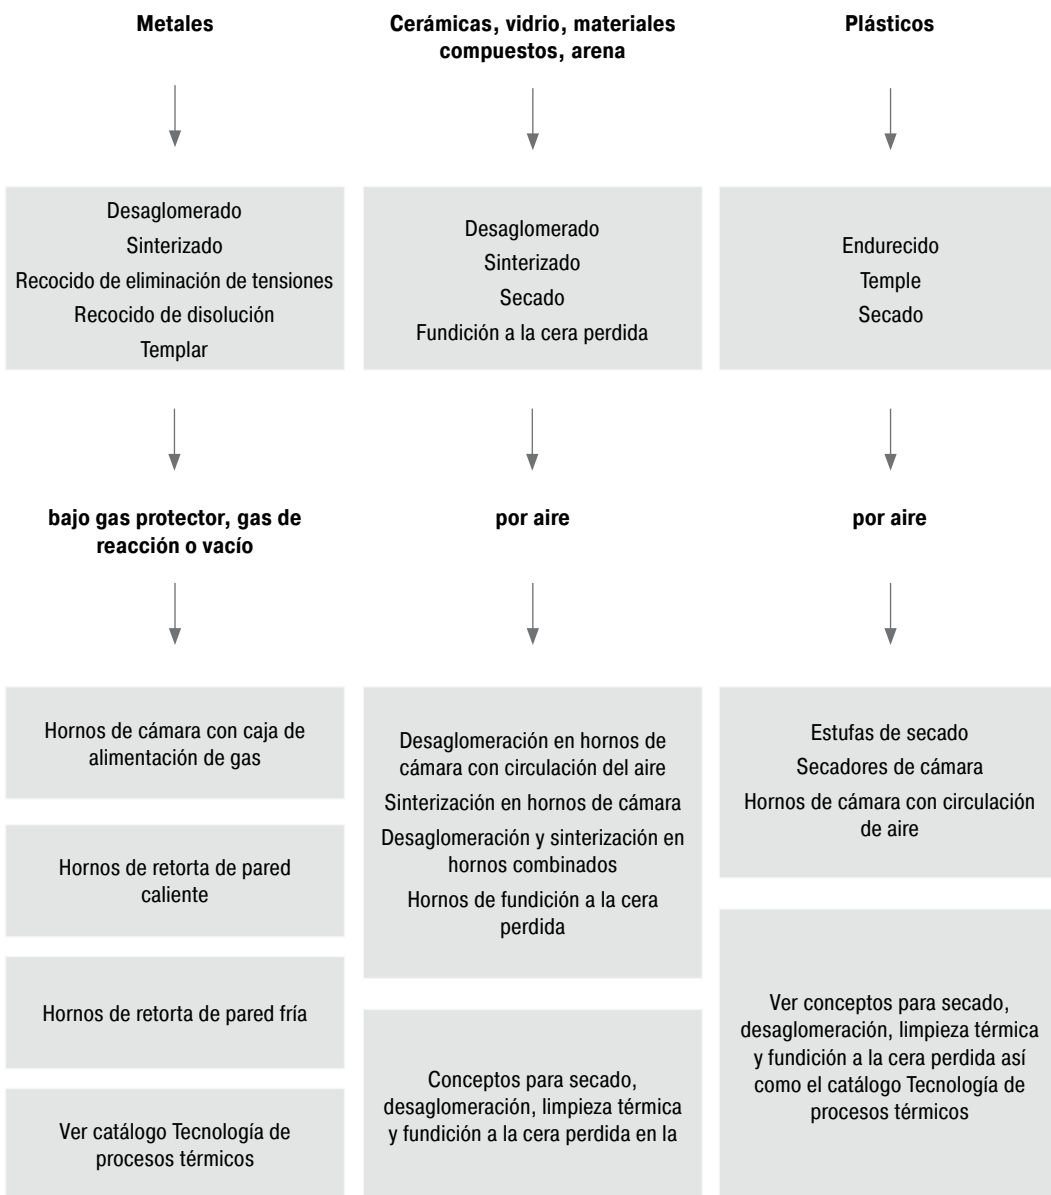 Metales
Cerámicas, vidrio, materiales
compuestos, arena
Plásticos
Desaglomerado
Sinterizado
Recocido de eliminación de tensiones
Recocido de disolución
Templar
Desaglomerado
Sinterizado
Secado
Fundición a la cera perdida
Endurecido
Temple
Secado
bajo gas protector, gas de
reacción o vacío
por aire
por aire
Hornos de cámara con caja de
alimentación de gas
Hornos de retorta de pared
caliente
Hornos de retorta de pared fría
Ver catálogo Tecnología de
procesos térmicos
Desaglomeración en hornos de
cámara con circulación del aire
Sinterización en hornos de cámara
Desaglomeración y sinterización en
hornos combinados
Hornos de fundición a la cera
perdida
Conceptos para secado,
desaglomeración, limpieza térmica
y fundición a la cera perdida en la
Estufas de secado
Secadores de cámara
Hornos de cámara con circulación
de aire
Ver conceptos para secado,
desaglomeración, limpieza térmica
y fundición a la cera perdida así
como el catálogo Tecnología de
procesos térmicos